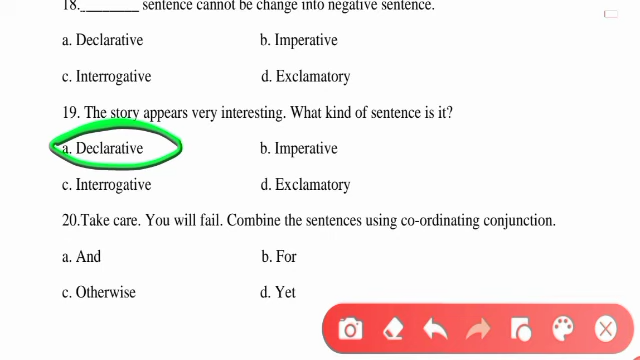 18.________ sentence cannot be change into negative sentence.
a. Declarative b. Imperative
c. Interrogative d. Exclamatory
19. The story appears very interesting. What kind of sentence is it?
a. Declarative b. Imperative
c. Interrogative d. Exclamatory
20.Take care. You will fail. Combine the sentences using co-ordinating conjunction.
a. And b. For
c. Otherwise d. Yet